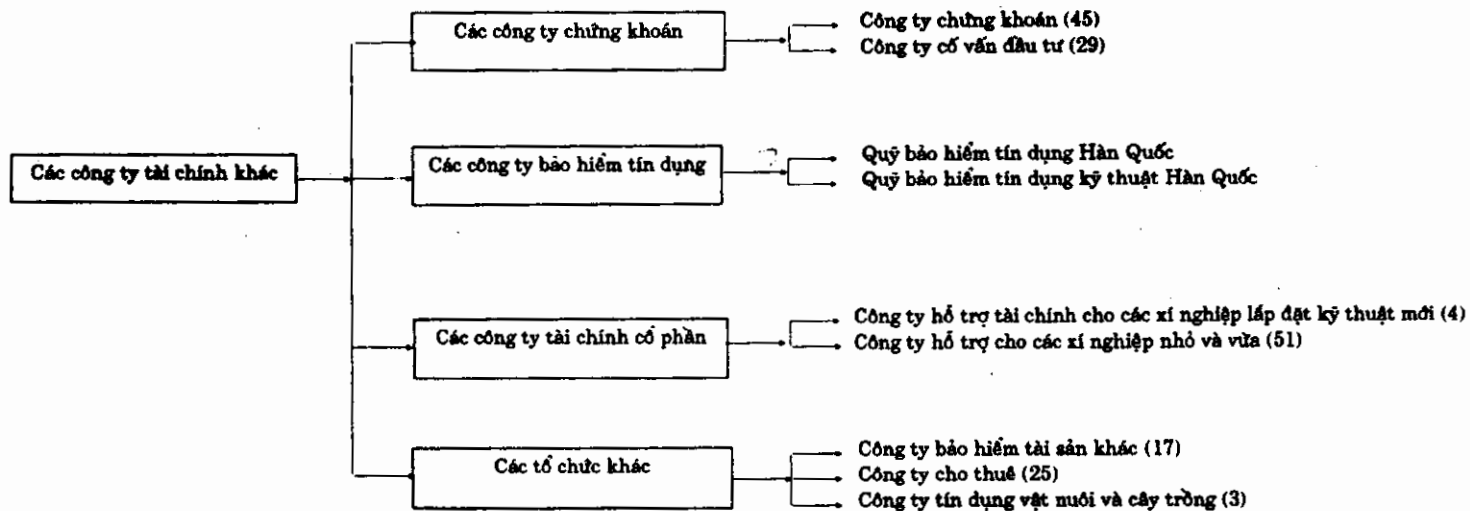 Các công ty chứng khoán
Công ty chứng khoán (45)
Công ty cố vấn đầu tư (29)
Các công ty tài chính khác
Các công ty bảo hiểm tín dụng
?
Quỹ bảo hiểm tín dụng Hàn Quốc
Quỹ bảo hiểm tín dụng kỹ thuật Hàn Quốc
Các công ty tài chính cổ phần
Công ty hỗ trợ tài chính cho các xí nghiệp lắp đặt kỹ thuật mới (4)
Công ty hỗ trợ cho các xí nghiệp nhỏ và vừa (51)
Các tổ chức khác
Công ty bảo hiểm tài sản khác (17)
Công ty cho thuê (25)
Công ty tín dụng vật nuôi và cây trồng (3)